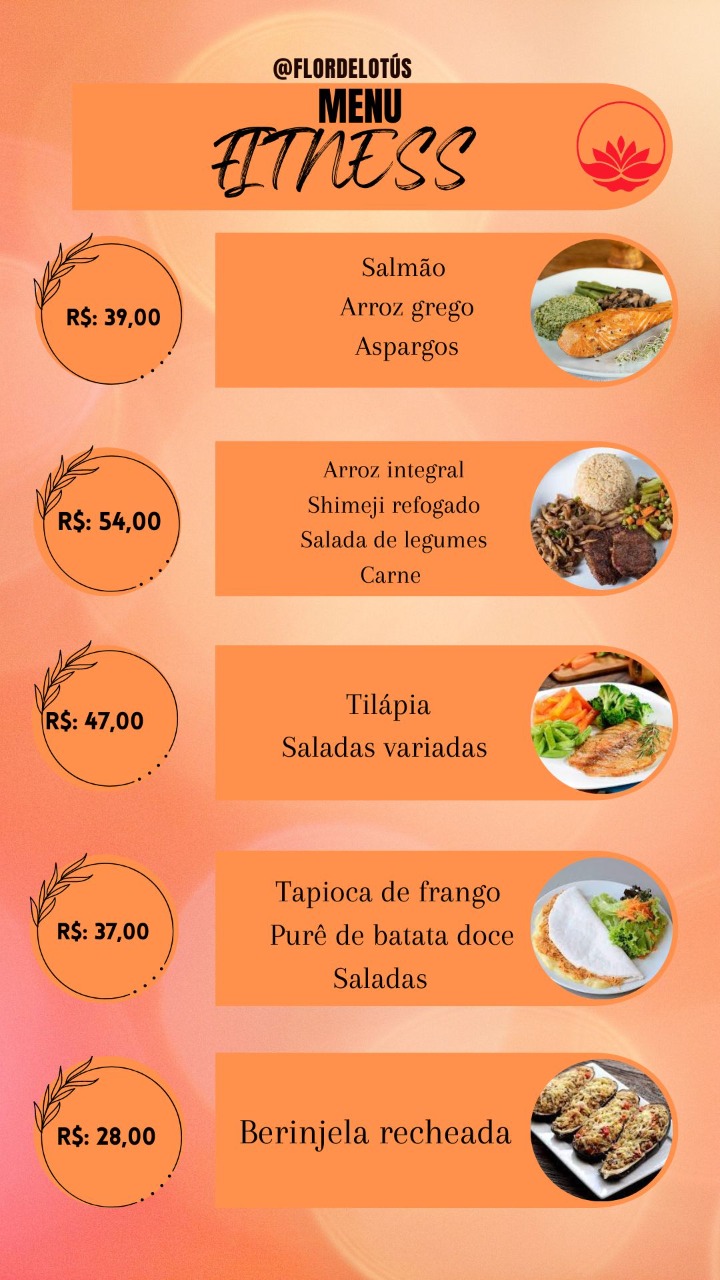 @FLORDELOTÚS
MENU
FITNESS
R$: 39,00
Salmão
Arroz grego
Aspargos
R$: 54,00
Arroz integral
Shimeji refogado
Salada de legumes
Carne
R$: 47,00
Tilápia
Saladas variadas
R$: 37,00
Tapioca de frango
Purê de batata doce
Saladas
R$: 28,00
Berinjela recheada